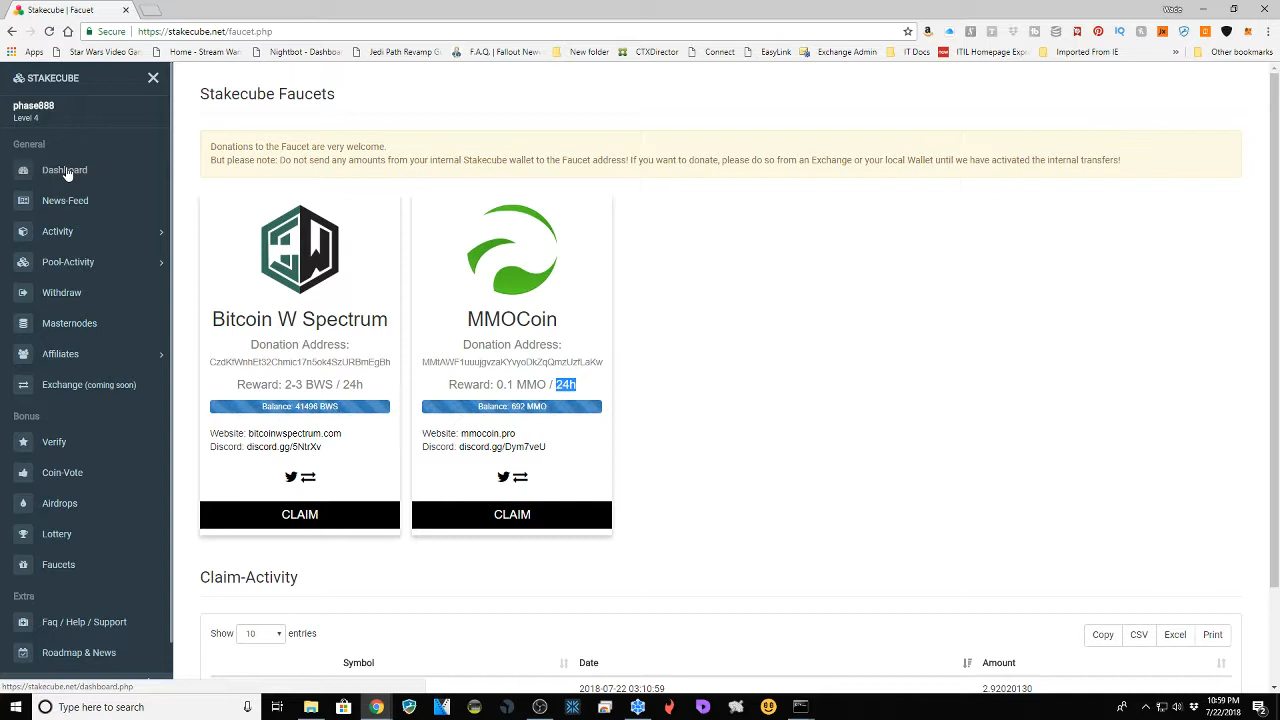 Stakecube | Facuet
Wade
Secure
https://stakecube.net/faucet.php
Apps
Star Wars Video Gam
Home - Stream Wars
Nightbot - Dashboa
Jedi Path Revamp C
F.A.Q. | Fallout New
New folder
CTXDirector
Connect
EasyLink
Exchange Admin
IT Docs
ITIL Homepage Exp
Imported From IE
»
Other bookmarks
STAKECUBE
phase888
Level 4
General
Dashboard
News-Feed
Activity
Pool-Activity
Withdraw
Masternodes
Affiliates
Exchange (coming soon)
Bonus
Verify
Coin-Vote
Airdrops
Lottery
Faucets
Extra
Faq / Help / Support
Roadmap & News
https://stakecube.net/dashboard.php
Stakecube Faucets
Donations to the Faucet are very welcome.
But please note: Do not send any amounts from your internal Stakecube wallet to the Faucet address! If you want to donate, please do so from an Exchange or your local Wallet until we have activated the internal transfers!
Bitcoin W Spectrum
Donation Address:
CzdKfWnhEt32Chmic17n5ok4SzURBmEgBh
Reward: 2-3 BWS / 24h
Balance: 41496 BWS
Website: bitcoinwspectrum.com
Discord: discord.gg/5NtrXv
CLAIM
MMOCoin
Donation Address:
MMtAWF1uuujgvzaKYvyoDkZqQmzUzfLaKw
Reward: 0.1 MMO / 24h
Balance: 692 MMO
Website: mmocoin.pro
Discord: discord.gg/Dym7veU
CLAIM
Claim-Activity
Show 10 entries
Copy CSV Excel Print
Symbol Date Amount
2018-07-22 03:10:59 2.92020130
Type here to search
10:59 PM
7/22/2018